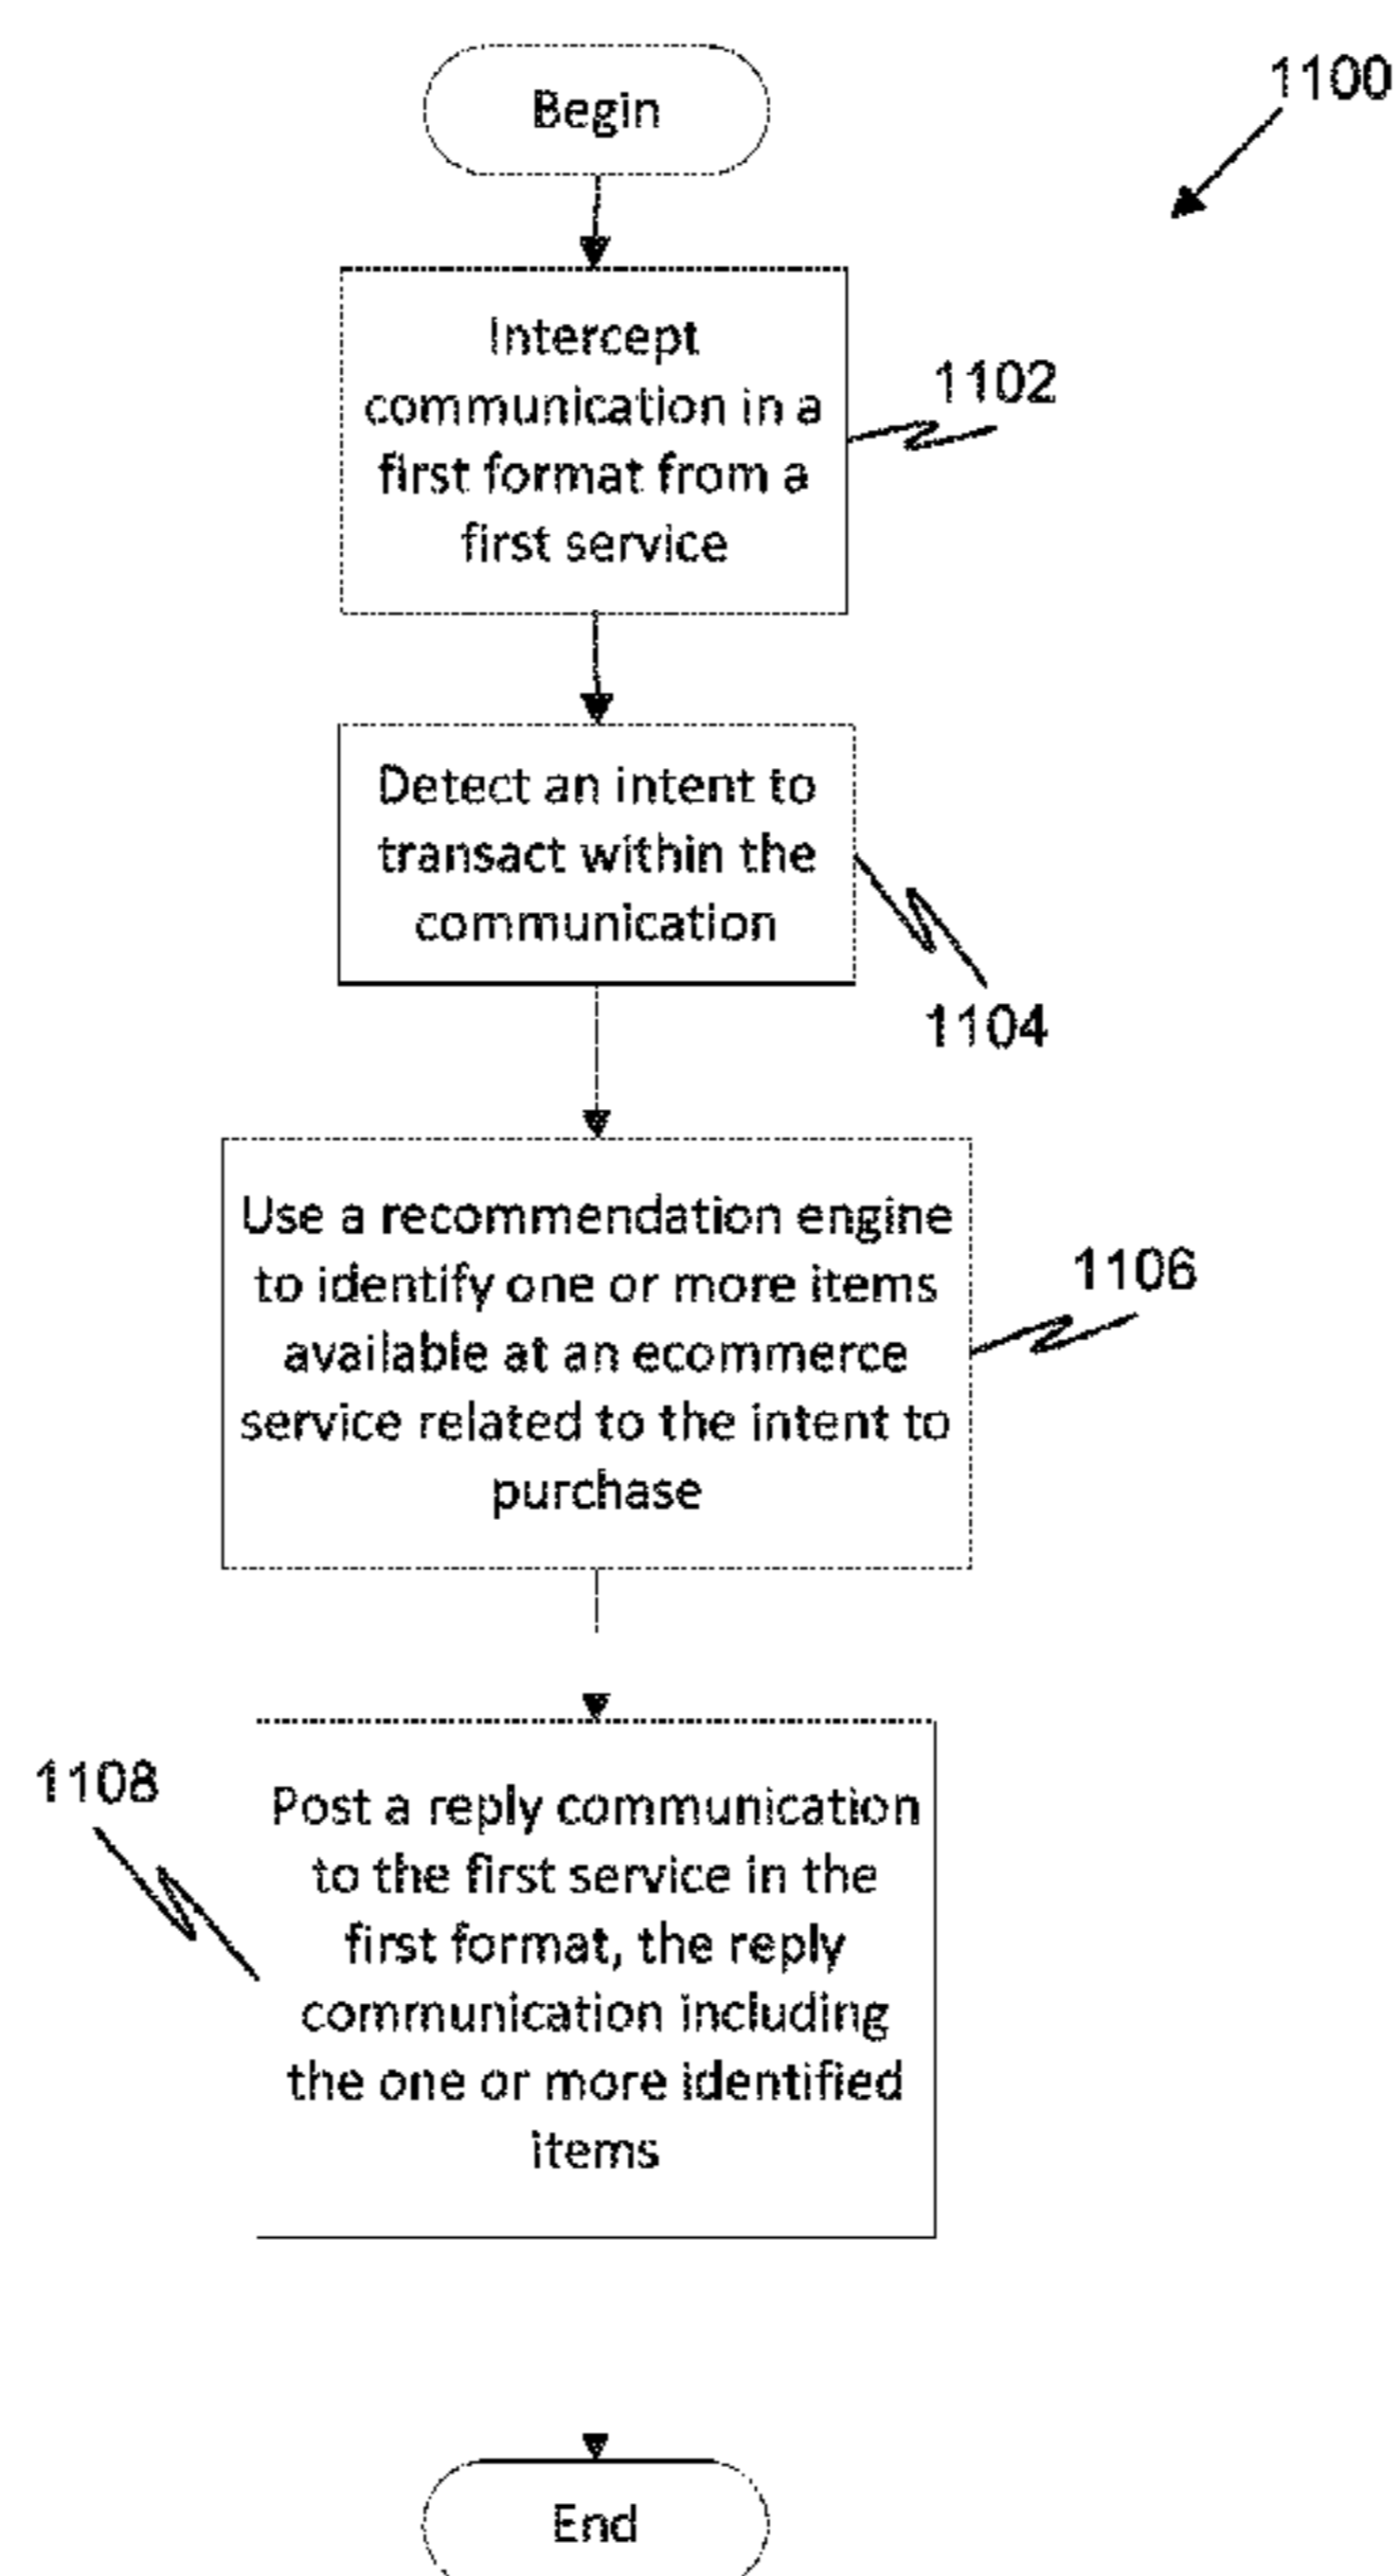 Begin
1100
Intercept
communication in a
first format from a
first service
1102
Detect an intent to
transact within the
communication
1104
Use a recommendation engine
to identify one or more items
available at an ecommerce
service related to the intent to
purchase
1106
1108
Post a reply communication
to the first service in the
first format, the reply
communication including
the one or more identified
items
End